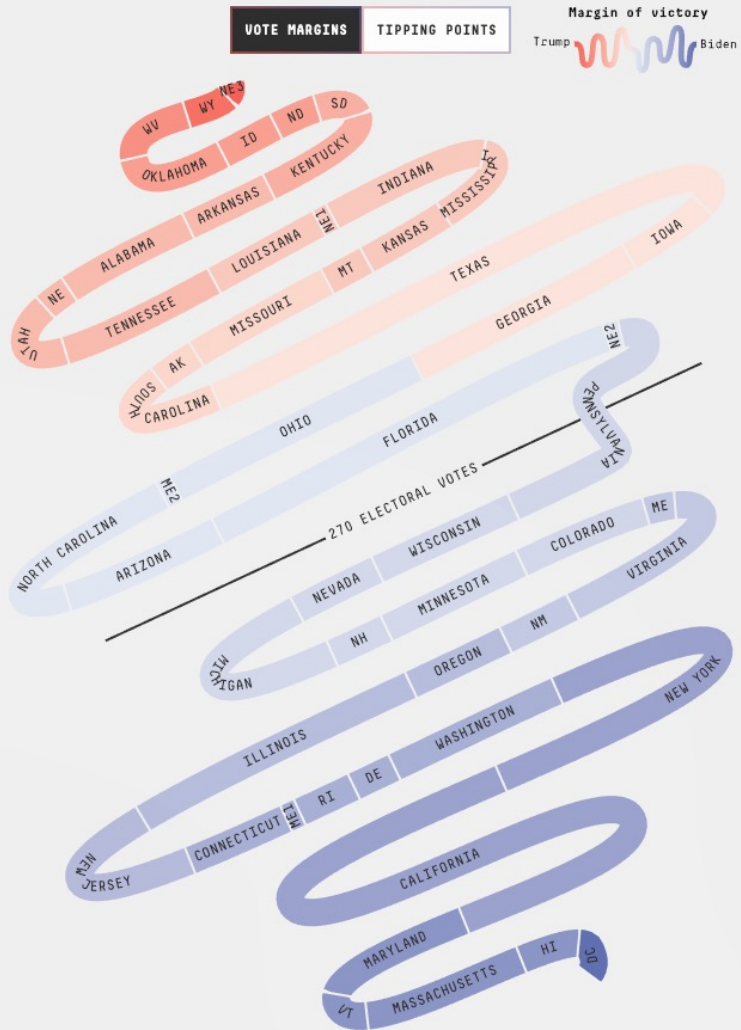 VOTE MARGINS
TIPPING POINTS
Margin of victory
Trump
Biden
NE3
WY
WV
OKLAHOMA
ID
ND
SD
KENTUCKY
ARKANSAS
ALABAMA
NE
UTAH
TENNESSEE
LOUISIANA
NE1
INDIANA
MISSISSIPPI
KANSAS
MT
MISSOURI
AK
SOUTH
CAROLINA
TEXAS
IOWA
GEORGIA
OHIO
ME2
NORTH CAROLINA
ARIZONA
FLORIDA
NE2
PENNSYLVANIA
270 ELECTORAL VOTES
WISCONSIN
NEVADA
MICHIGAN
NH
MINNESOTA
COLORADO
ME
VIRGINIA
NM
OREGON
ILLINOIS
NEW
JERSEY
CONNECTICUT
ME1
RI
DE
WASHINGTON
NEW YORK
CALIFORNIA
MARYLAND
VT
MASSACHUSETTS
HI
DC